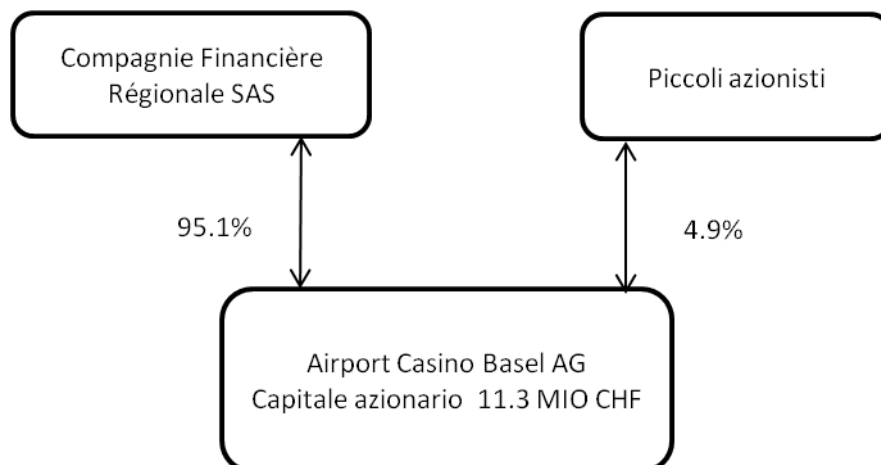 Compagnie Financière
Régionale SAS
Piccoli azionisti
95.1%
4.9%
Airport Casino Basel AG
Capitale azionario 11.3 MIO CHF